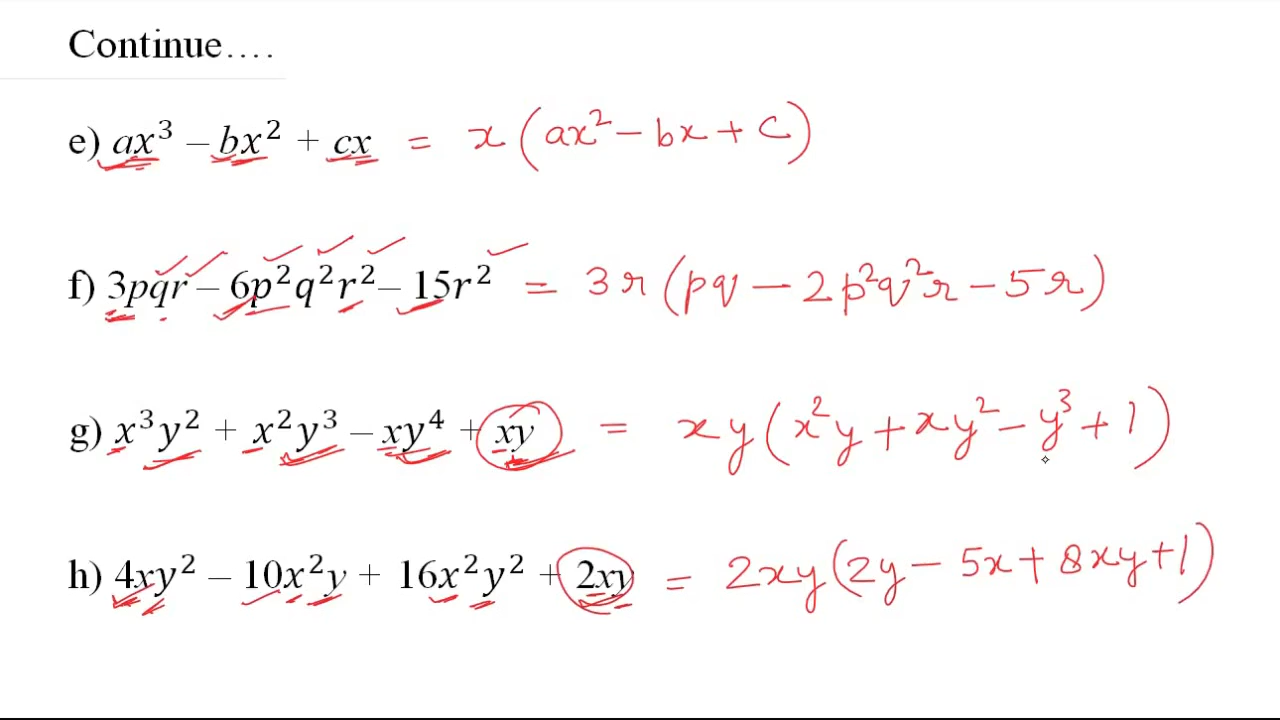 Continue....
e) ax³ – bx² + cx = x(ax² – bx + c)
f) 3pqr – 6p²q²r² – 15r² = 3r(pq – 2p²q²r – 5r)
g) x³y² + x²y³ – xy⁴ + xy = xy(x²y + xy² – y³ + 1)
h) 4xy² – 10x²y + 16x²y² + 2xy = 2xy(2y – 5x + 8xy + 1)